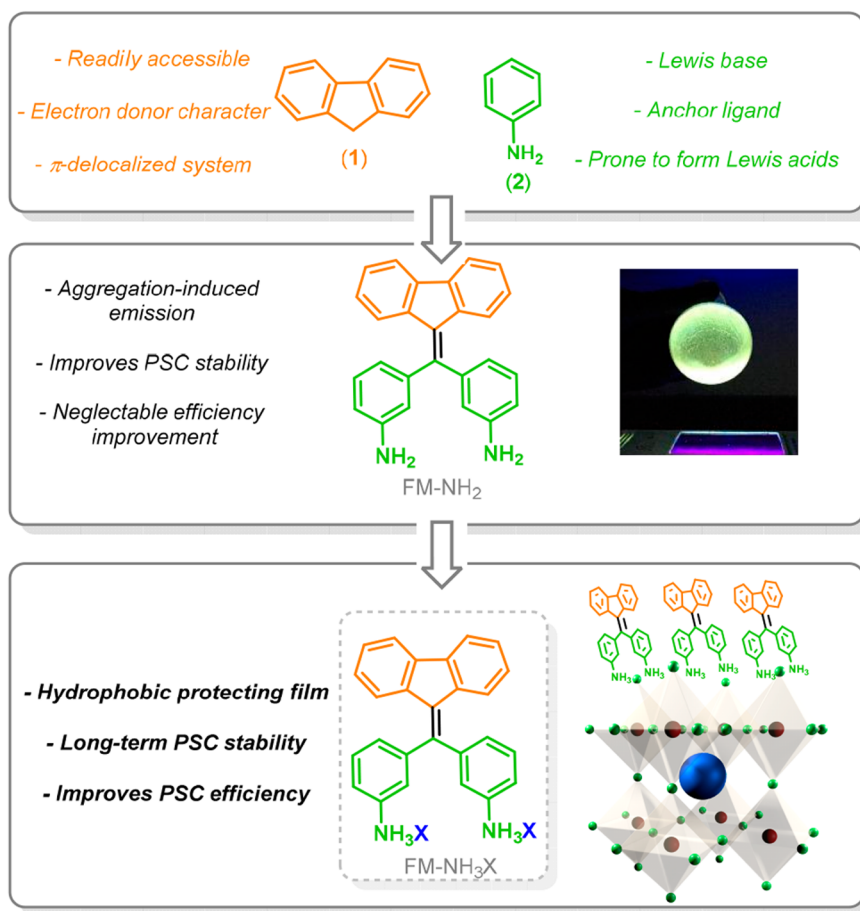 - Readily accessible
- Electron donor character
- π-delocalized system
(1)
NH2
(2)
- Lewis base
- Anchor ligand
- Prone to form Lewis acids
- Aggregation-induced
emission
- Improves PSC stability
- Neglectable efficiency
improvement
NH2
NH2
FM-NH2
- Hydrophobic protecting film
- Long-term PSC stability
- Improves PSC efficiency
NH3X
NH3X
FM-NH3X
NH3
NH3
NH3
NH3
NH3